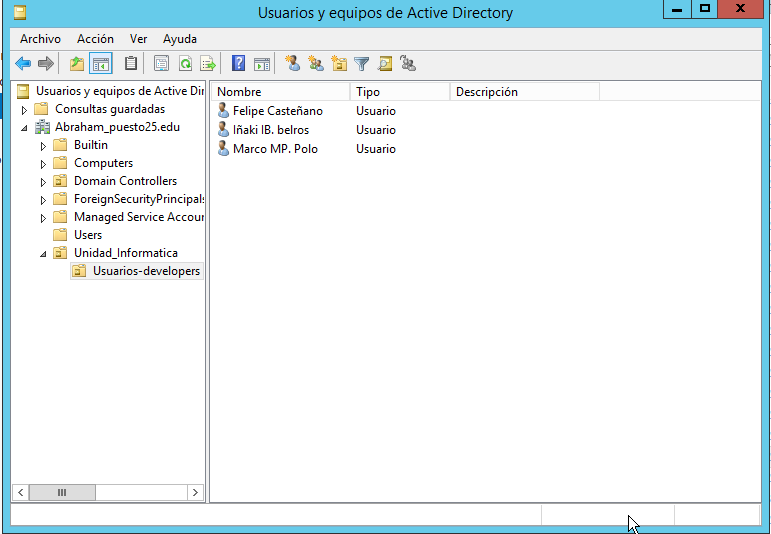 Usuarios y equipos de Active Directory
Archivo Acción Ver Ayuda
Usuarios y equipos de Active Dir
Consultas guardadas
Abraham_puesto25.edu
Builtin
Computers
Domain Controllers
ForeignSecurityPrincipals
Managed Service Accour
Users
Unidad_Informatica
Usuarios-developers
Nombre Tipo Descripción
Felipe Casteñano Usuario
Iñaki IB. belros Usuario
Marco MP. Polo Usuario